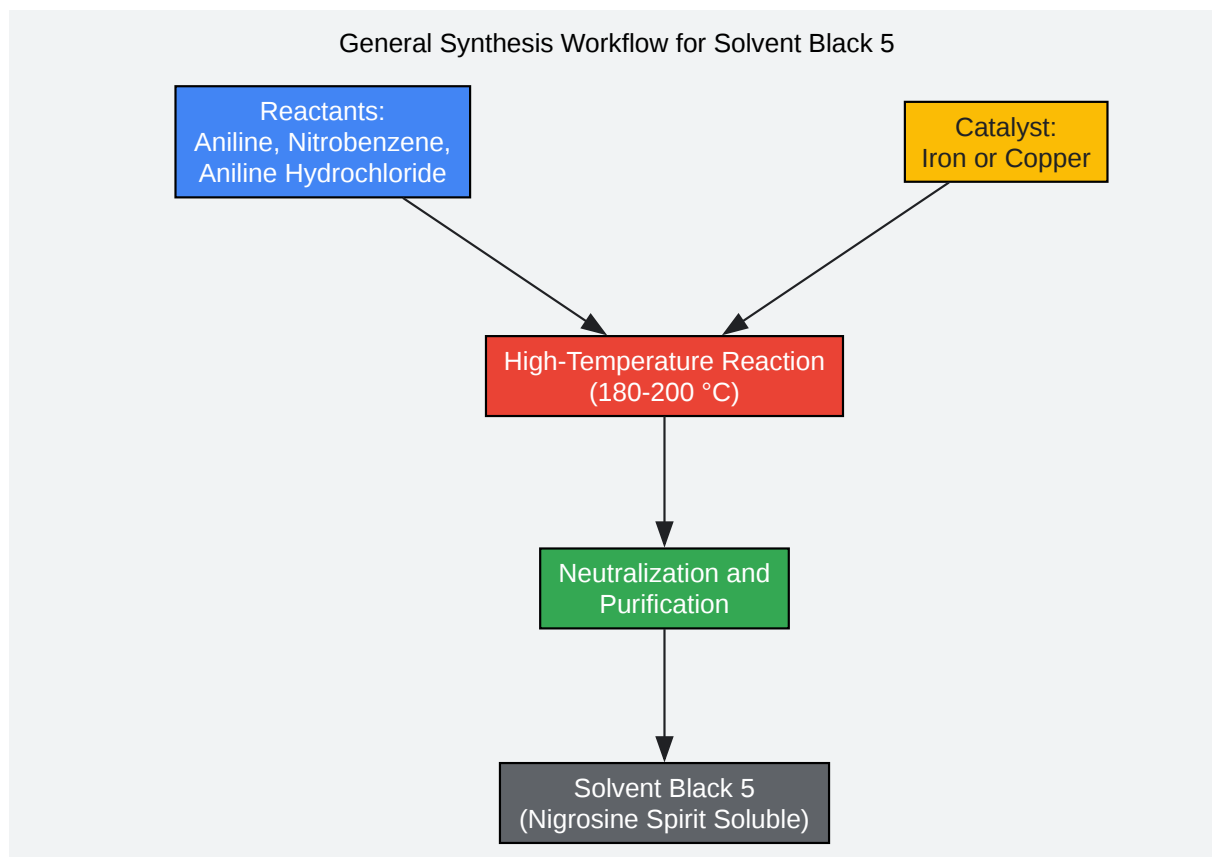 General Synthesis Workflow for Solvent Black 5
Reactants:
Aniline, Nitrobenzene,
Aniline Hydrochloride
Catalyst:
Iron or Copper
High-Temperature Reaction
(180-200 °C)
Neutralization and
Purification
Solvent Black 5
(Nigrosine Spirit Soluble)